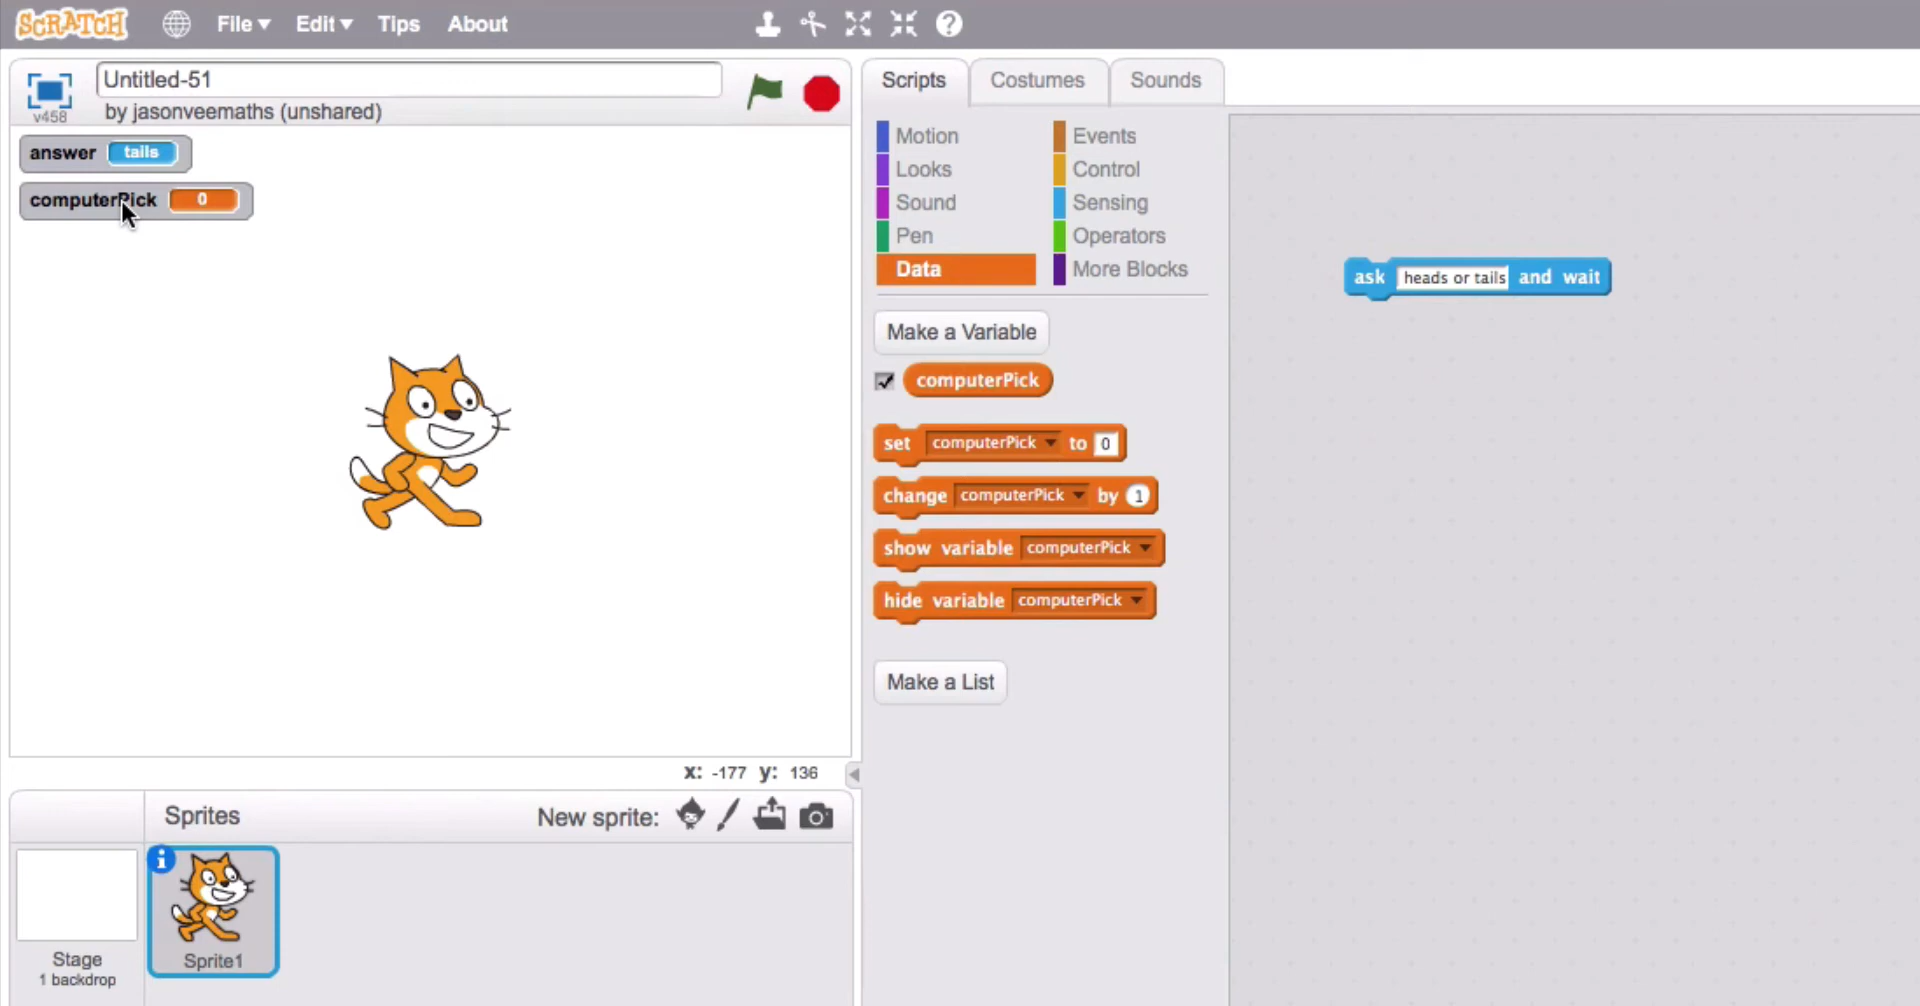 SCRATCH File Edit Tips About
Untitled-51
v458 by jasonveemaths (unshared)
answer tails
computerPick 0
x: -177 y: 136
Sprites New sprite:
Stage
1 backdrop
Sprite1
Scripts Costumes Sounds
Motion Events
Looks Control
Sound Sensing
Pen Operators
Data More Blocks
Make a Variable
computerPick
set computerPick to 0
change computerPick by 1
show variable computerPick
hide variable computerPick
Make a List
ask heads or tails and wait